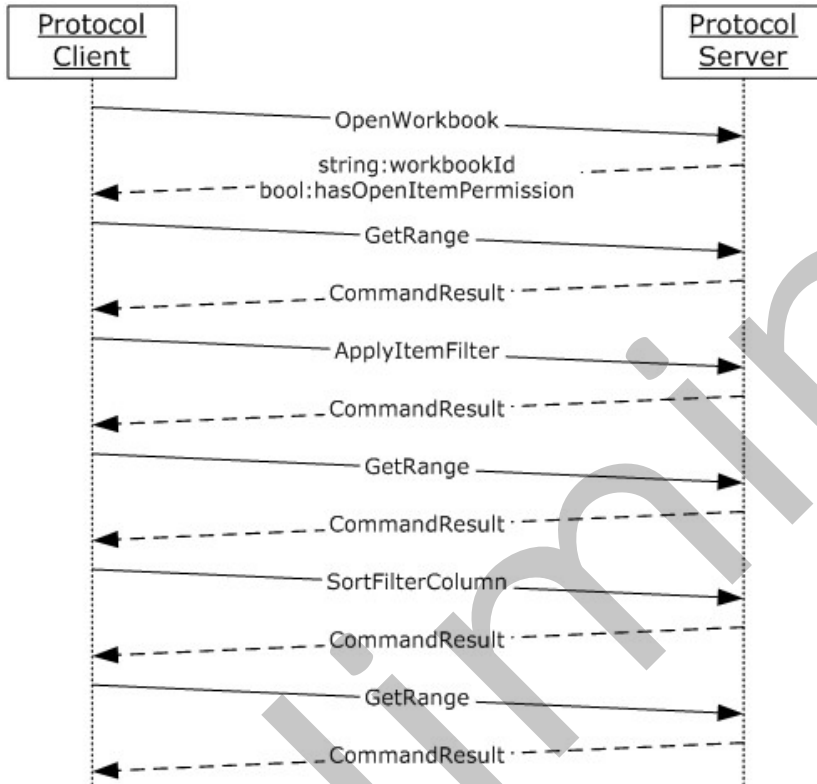 Protocol
Client
Protocol
Server
OpenWorkbook
string:workbookId
bool:hasOpenItemPermission
GetRange
CommandResult
ApplyItemFilter
CommandResult
GetRange
CommandResult
SortFilterColumn
CommandResult
GetRange
CommandResult